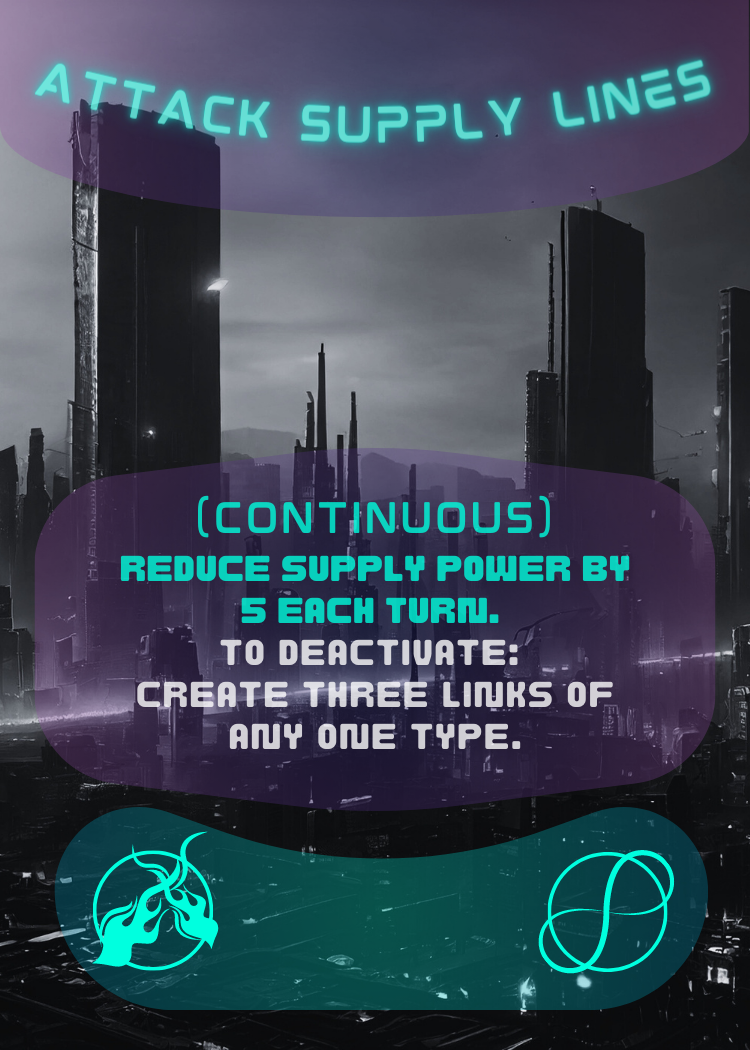 ATTACK SUPPLY LINES
(CONTINUOUS)
REDUCE SUPPLY POWER BY
5 EACH TURN.
TO DEACTIVATE:
CREATE THREE LINKS OF
ANY ONE TYPE.